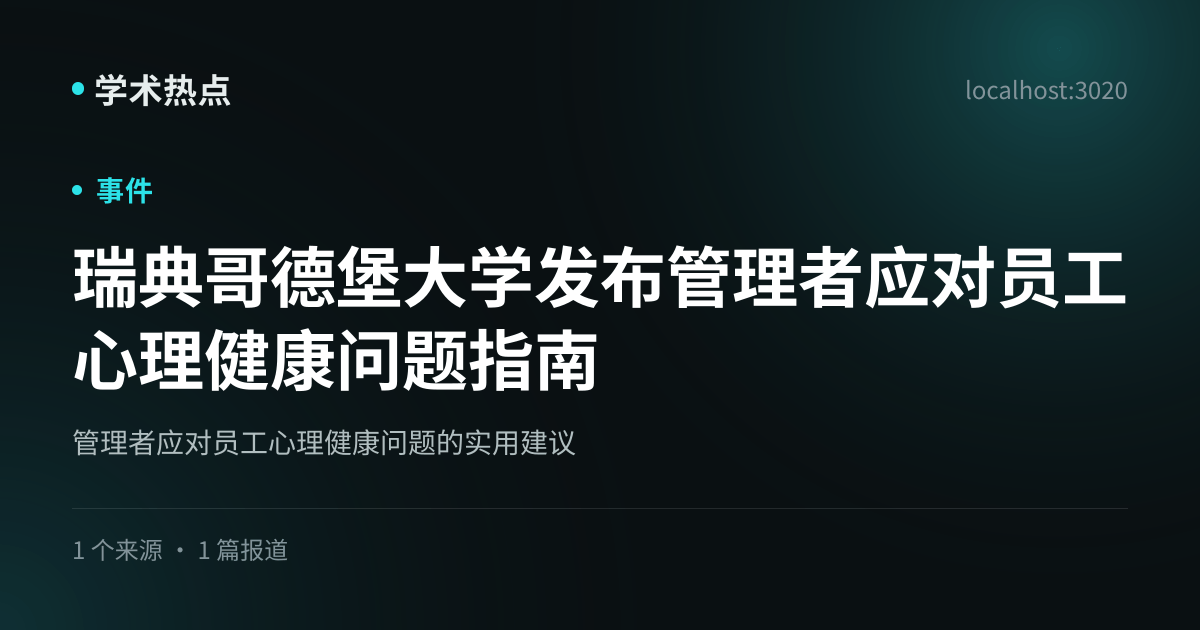 学术热点
localhost:3020
事件
瑞典哥德堡大学发布管理者应对员工
心理健康问题指南
管理者应对员工心理健康问题的实用建议
1 个来源 · 1 篇报道